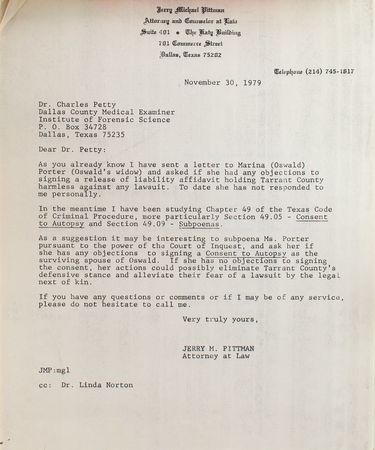 Jerry Michael Pittman
Attorney and Counselor at Law
Suite 401 • The Katy Building
701 Commerce Street
Dallas, Texas 75202
Telephone (214) 745-1817
November 30, 1979
Dr. Charles Petty
Dallas County Medical Examiner
Institute of Forensic Science
P. O. Box 34728
Dallas, Texas 75235
Dear Dr. Petty:
As you already know I have sent a letter to Marina (Oswald)
Porter (Oswald's widow) and asked if she had any objections to
signing a release of liability affidavit holding Tarrant County
harmless against any lawsuit. To date she has not responded to
me personally.
In the meantime I have been studying Chapter 49 of the Texas Code
of Criminal Procedure, more particularly Section 49.05 - Consent
to Autopsy and Section 49.09 - Subpoenas.
As a suggestion it may be interesting to subpoena Ms. Porter
pursuant to the power of the Court of Inquest, and ask her if
she has any objections to signing a Consent to Autopsy as the
surviving spouse of Oswald. If she has no objections to signing
the consent, her actions could possibly eliminate Tarrant County's
defensive stance and alleviate their fear of a lawsuit by the legal
next of kin.
If you have any questions or comments or if I may be of any service,
please do not hesitate to call me.
Very truly yours,
JERRY M. PITTMAN
Attorney at Law
JMP:mgl
cc: Dr. Linda Norton